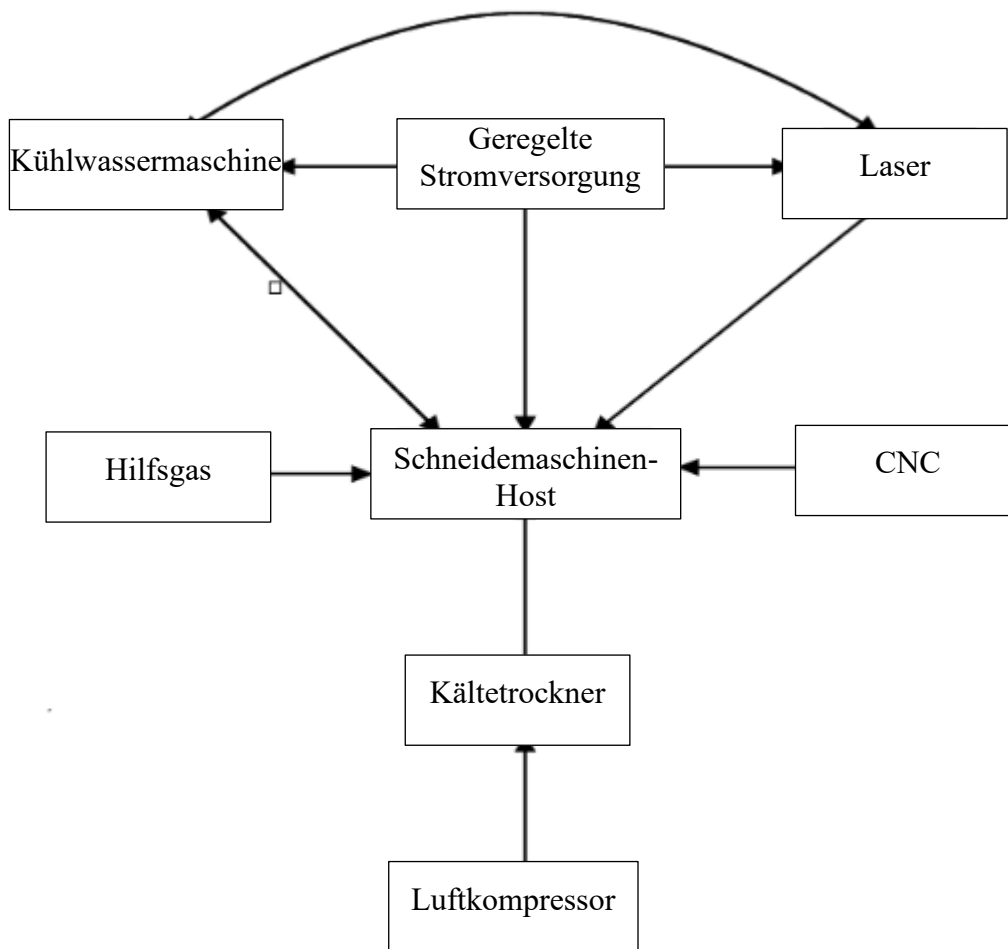 Kühlwassermaschine
Geregelte
Stromversorgung
Laser
Hilfsgas
Schneidemaschinen-
Host
CNC
Kältetrockner
Luftkompressor